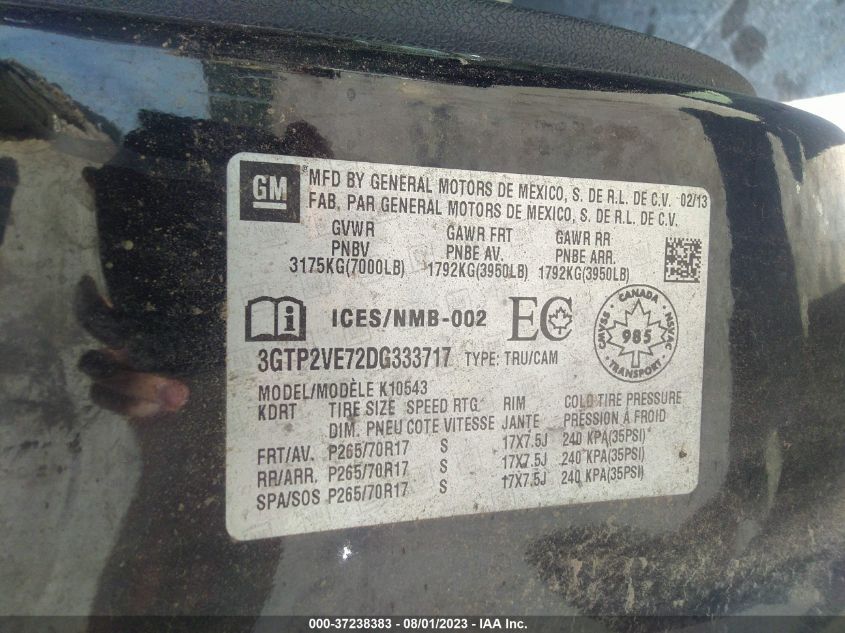 GM
MFD BY GENERAL MOTORS DE MEXICO, S. DE R.L. DE C.V. 02/13
FAB. PAR GENERAL MOTORS DE MEXICO, S. DE R.L. DE C.V.
GVWR GAWR FRT GAWR RR
PNBV PNBE AV. PNBE ARR.
3175KG(7000LB) 1792KG(3950LB) 1792KG(3950LB)
ICES/NMB-002 EC
CANADA
CMVSS NSVAC
985
TRANSPORT
3GTP2VE72DG333717 TYPE: TRU/CAM
MODEL/MODÈLE K10543
KDRT TIRE SIZE SPEED RTG RIM COLD TIRE PRESSURE
DIM. PNEU COTE VITESSE JANTE PRESSION À FROID
FRT/AV. P265/70R17 S 17X7.5J 240 KPA(35PSI)
RR/ARR. P265/70R17 S 17X7.5J 240 KPA(35PSI)
SPA/SOS P265/70R17 S 17X7.5J 240 KPA(35PSI)
000-37238383 - 08/01/2023 - IAA Inc.